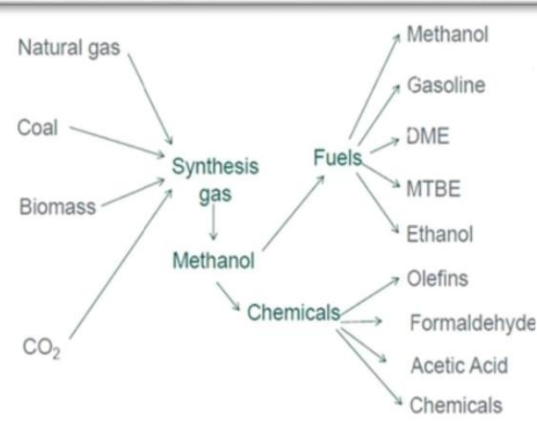 Natural gas
Coal
Biomass
CO₂
Synthesis
gas
Methanol
Fuels
Chemicals
Methanol
Gasoline
DME
MTBE
Ethanol
Olefins
Formaldehyde
Acetic Acid
Chemicals